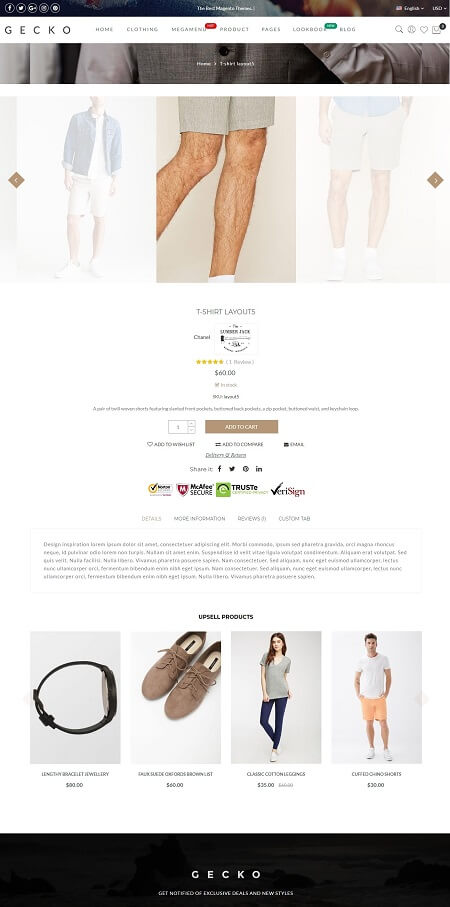 The Best Magento Themes. |
English
USD
GECKO
HOME
CLOTHING
MEGAMENU
HOT
PRODUCT
PAGES
LOOKBOOK
NEW
BLOG
0
Home > T-shirt layout5
T-SHIRT LAYOUT5
Chanel
The
LUMBER JACK
( 1 Review )
$60.00
In stock
SKU: layout5
A pair of twill woven shorts featuring slanted front pockets, buttoned back pockets, a zip pocket, buttoned waist, and keychain loop.
1
ADD TO CART
ADD TO WISH LIST
ADD TO COMPARE
EMAIL
Delivery & Return
Share it:
Norton
McAfee SECURE
TRUSTe
CERTIFIED PRIVACY
VeriSign
DETAILS
MORE INFORMATION
REVIEWS (1)
CUSTOM TAB
Design inspiration lorem ipsum dolor sit amet, consectetuer adipiscing elit. Morbi commodo, ipsum sed pharetra gravida, orci magna rhoncus
neque, id pulvinar odio lorem non turpis. Nullam sit amet enim. Suspendisse id velit vitae ligula volutpat condimentum. Aliquam erat volutpat. Sed
quis velit. Nulla facilisi. Nulla libero. Vivamus pharetra posuere sapien. Nam consectetuer. Sed aliquam, nunc eget euismod ullamcorper, lectus
nunc ullamcorper orci, fermentum bibendum enim nibh eget ipsum. Nam consectetuer. Sed aliquam, nunc eget euismod ullamcorper, lectus nunc
ullamcorper orci, fermentum bibendum enim nibh eget ipsum. Nulla libero. Vivamus pharetra posuere sapien.
UPSELL PRODUCTS
LENGTHY BRACELET JEWELLERY
$80.00
FAUX SUEDE OXFORDS BROWN LIST
$60.00
CLASSIC COTTON LEGGINGS
$35.00 $60.00
CUFFED CHINO SHORTS
$30.00
GECKO
GET NOTIFIED OF EXCLUSIVE DEALS AND NEW STYLES